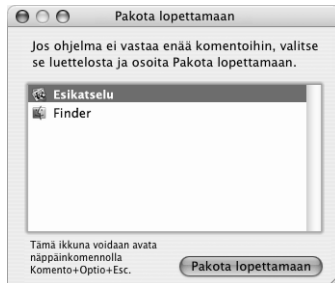 Pakota lopettamaan
Jos ohjelma ei vastaa enää komentoihin, valitse
se luettelosta ja osoita Pakota lopettamaan.
Esikatselu
Finder
Tämä ikkuna voidaan avata
näppäinkomennolla
Komento+Optio+Esc.
Pakota lopettamaan